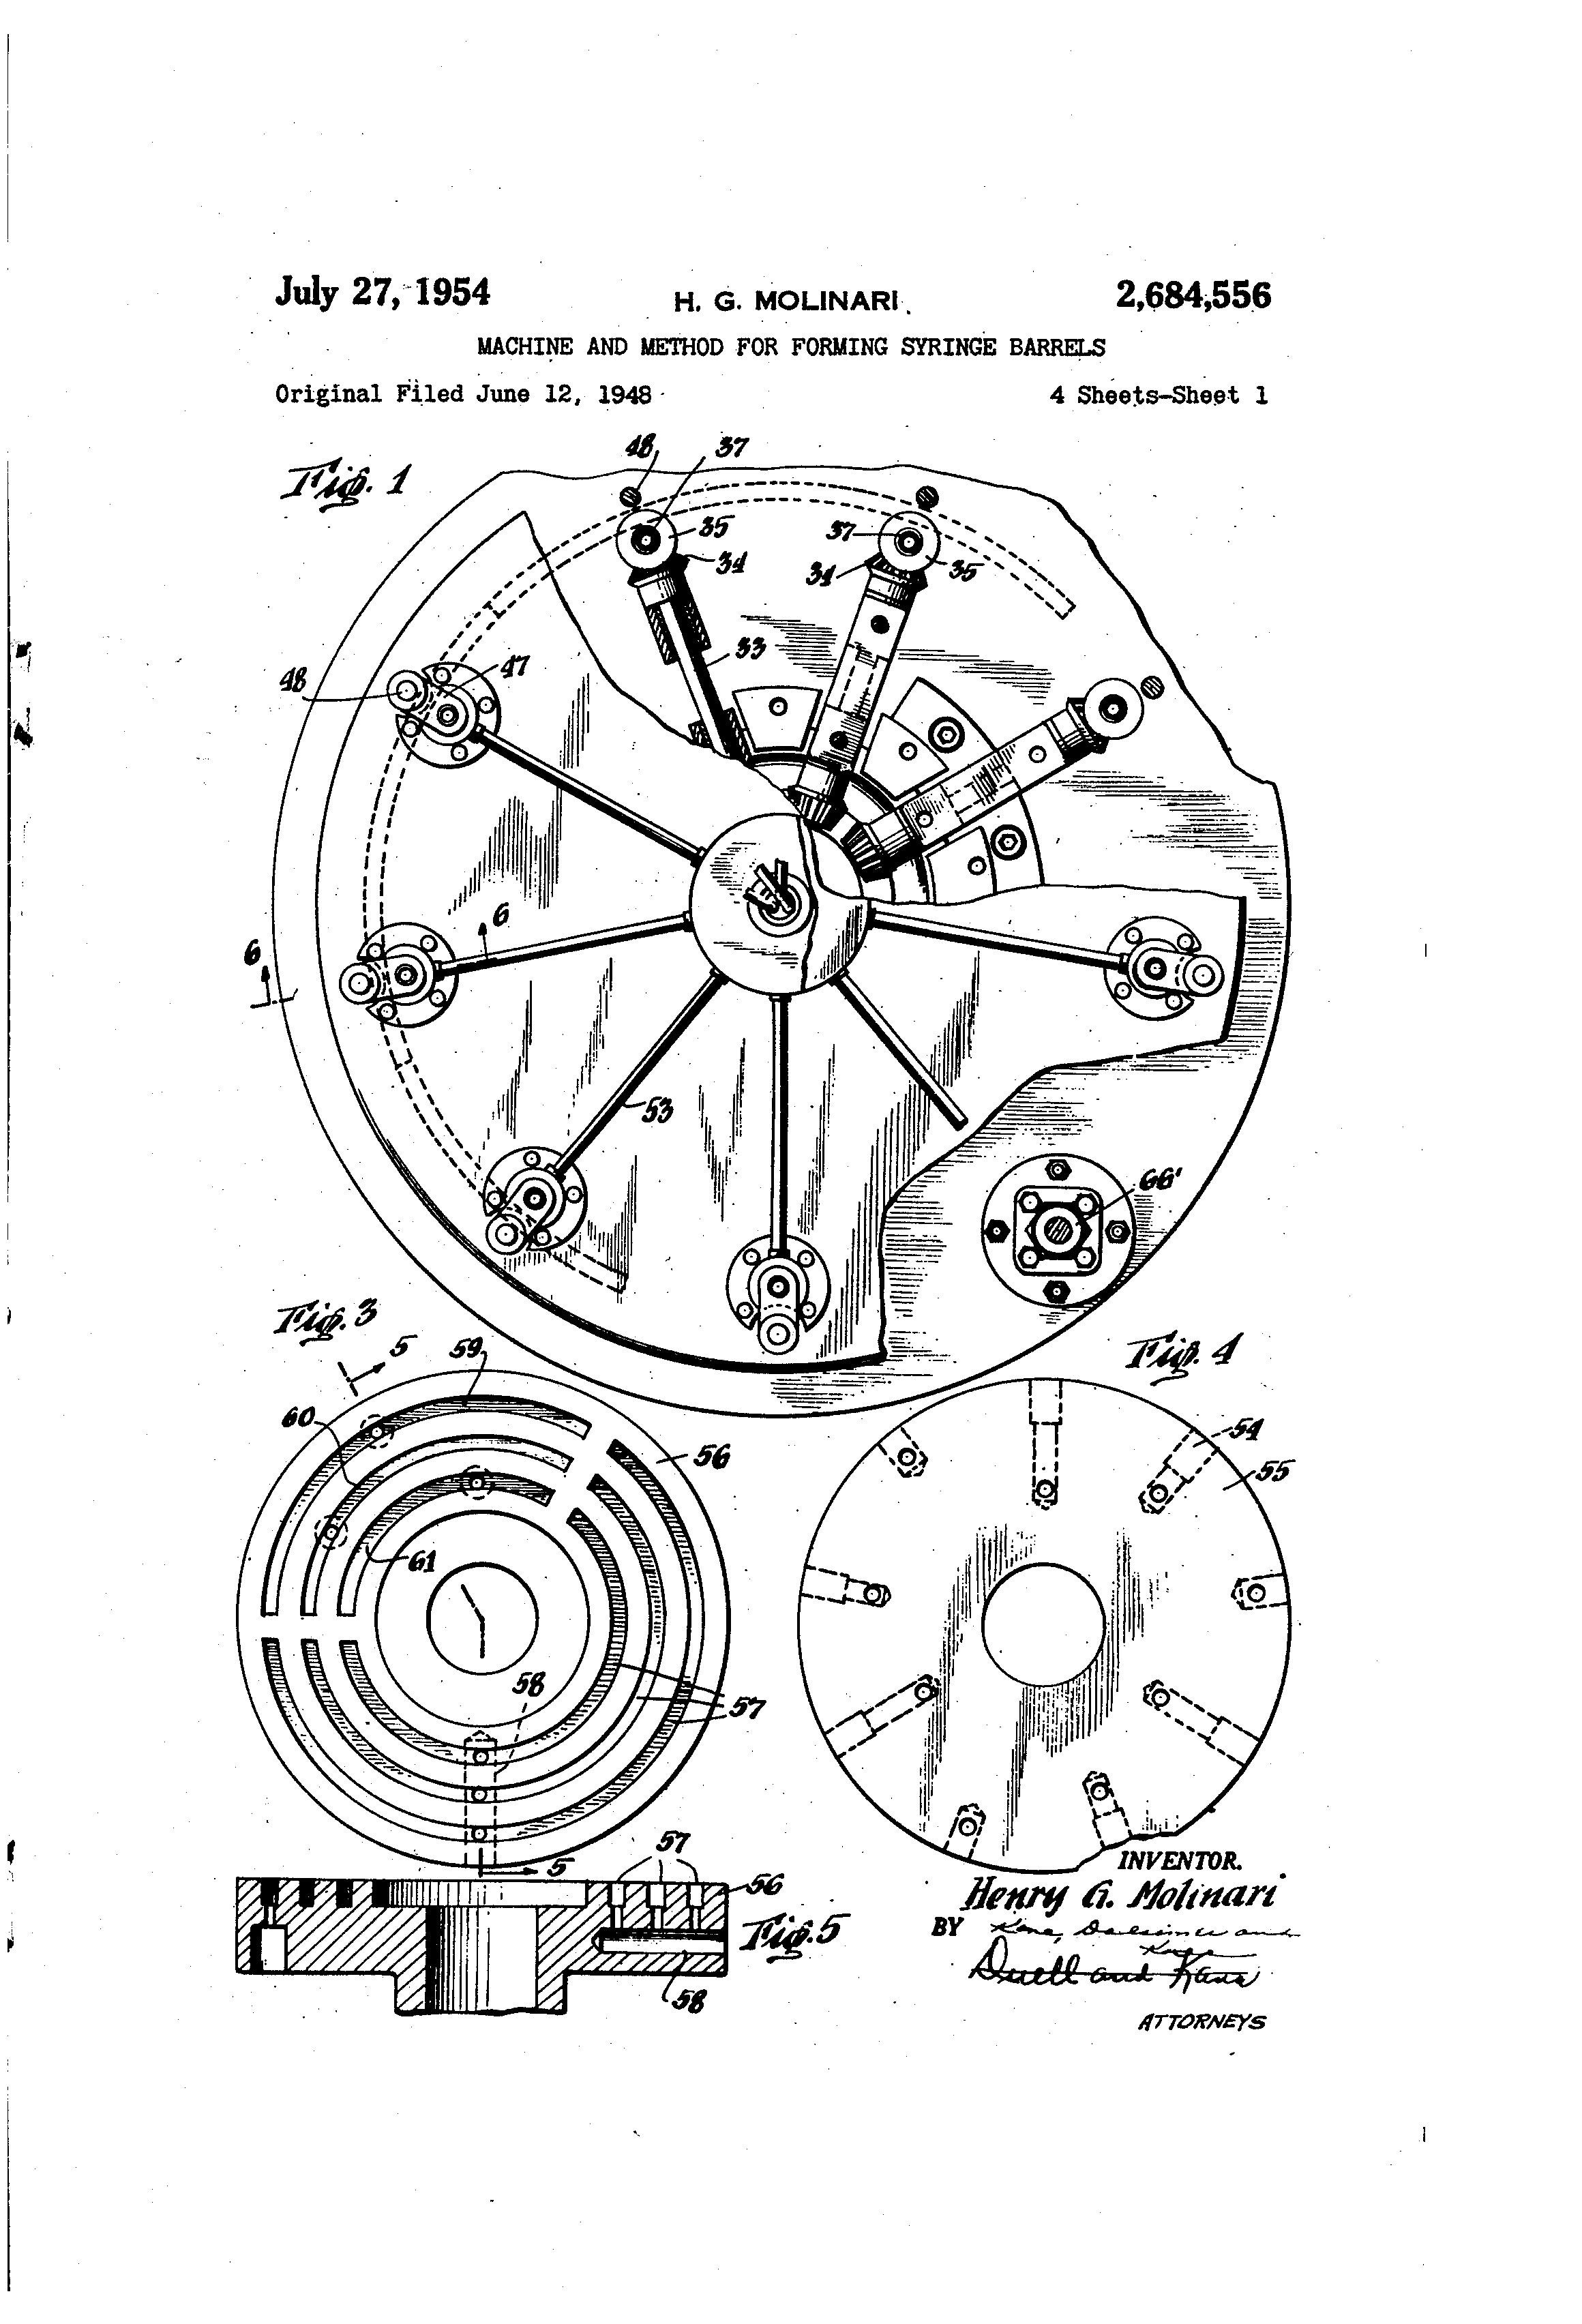 July 27, 1954 H. G. MOLINARI 2,684,556
MACHINE AND METHOD FOR FORMING SYRINGE BARRELS
Original Filed June 12, 1948 4 Sheets-Sheet 1
Fig. 1
48 37
35 37
34 34 35
33
48 47
6 6
53
66'
Fig. 3
5 59
Fig. 4
60 56 54
55
61
58
57
57
5
56
Fig. 5
58
INVENTOR.
Henry G. Molinari
BY Kane, and
Duell and Kane
ATTORNEYS